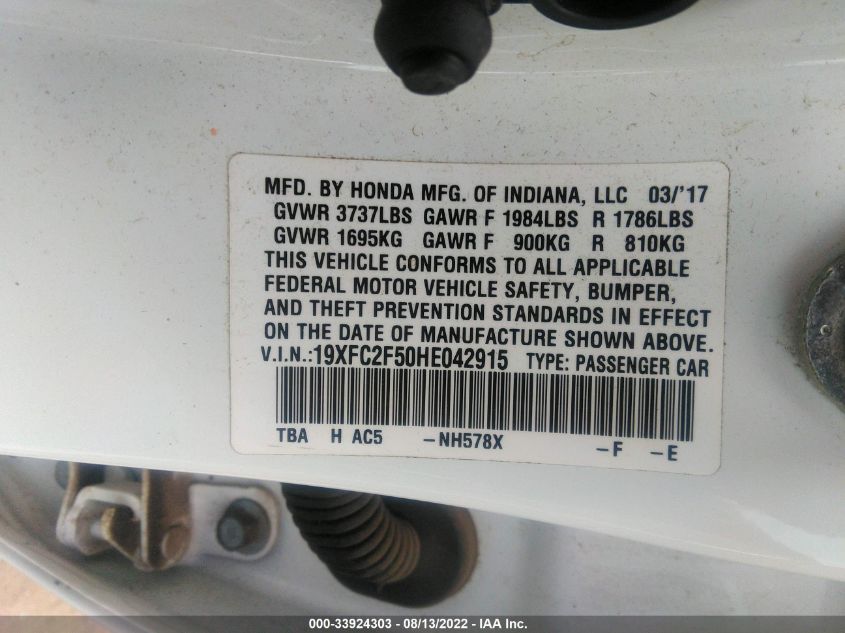 MFD. BY HONDA MFG. OF INDIANA, LLC 03/'17
GVWR 3737LBS GAWR F 1984LBS R 1786LBS
GVWR 1695KG GAWR F 900KG R 810KG
THIS VEHICLE CONFORMS TO ALL APPLICABLE
FEDERAL MOTOR VEHICLE SAFETY, BUMPER,
AND THEFT PREVENTION STANDARDS IN EFFECT
ON THE DATE OF MANUFACTURE SHOWN ABOVE.
V.I.N.:19XFC2F50HE042915 TYPE: PASSENGER CAR
TBA H AC5 -NH578X -F -E
000-33924303 - 08/13/2022 - IAA Inc.